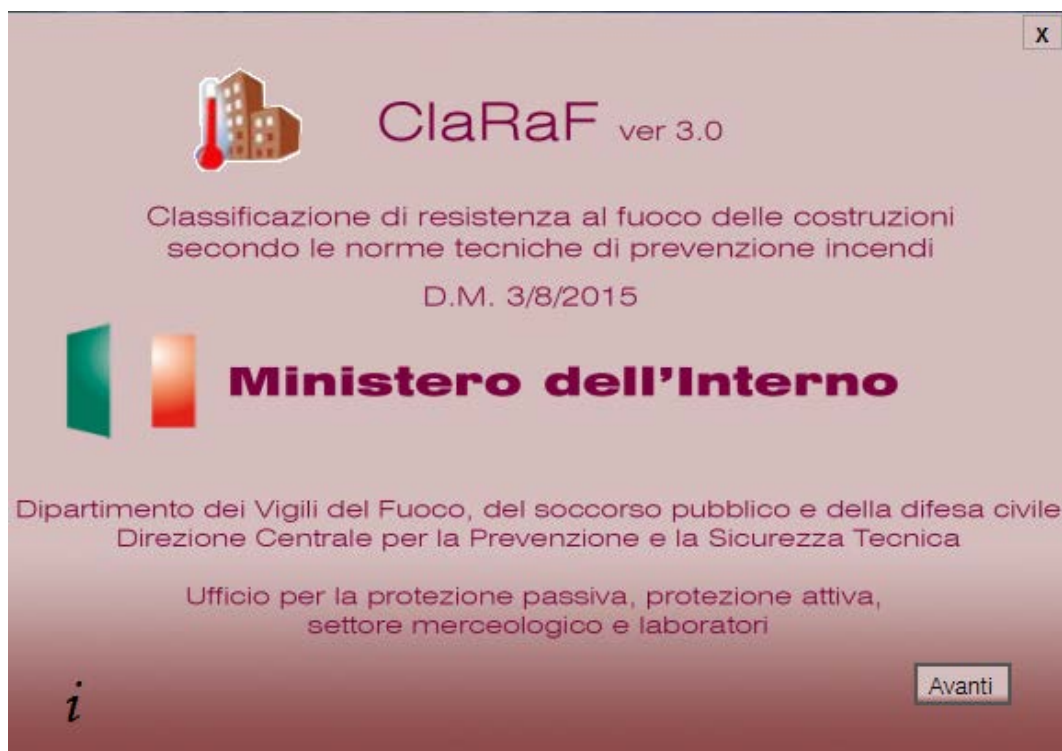 X
ClaRaF ver 3.0
Classificazione di resistenza al fuoco delle costruzioni
secondo le norme tecniche di prevenzione incendi
D.M. 3/8/2015
Ministero dell'Interno
Dipartimento dei Vigili del Fuoco, del soccorso pubblico e della difesa civile
Direzione Centrale per la Prevenzione e la Sicurezza Tecnica
Ufficio per la protezione passiva, protezione attiva,
settore merceologico e laboratori
i
Avanti